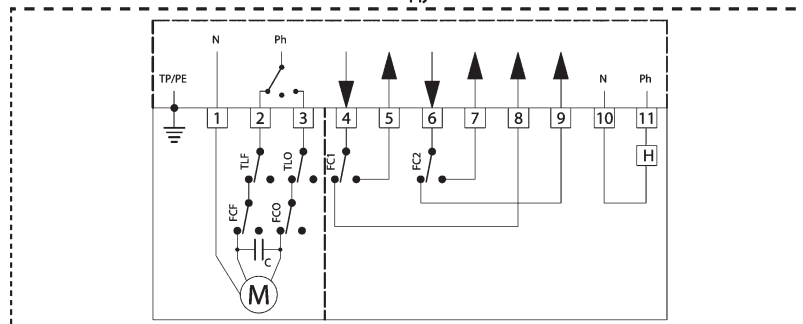 N Ph
TP/PE N Ph
1 2 3 4 5 6 7 8 9 10 11
TLF TLO FC1 FC2 H
FCF FCO
C
M